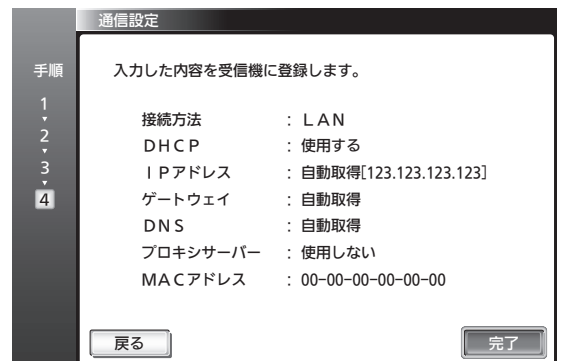 通信設定
手順
1
2
3
4
入力した内容を受信機に登録します。
接続方法 : ＬＡＮ
ＤＨＣＰ : 使用する
ＩＰアドレス : 自動取得[123.123.123.123]
ゲートウェイ : 自動取得
ＤＮＳ : 自動取得
プロキシサーバー : 使用しない
ＭＡＣアドレス : 00-00-00-00-00-00
戻る
完了